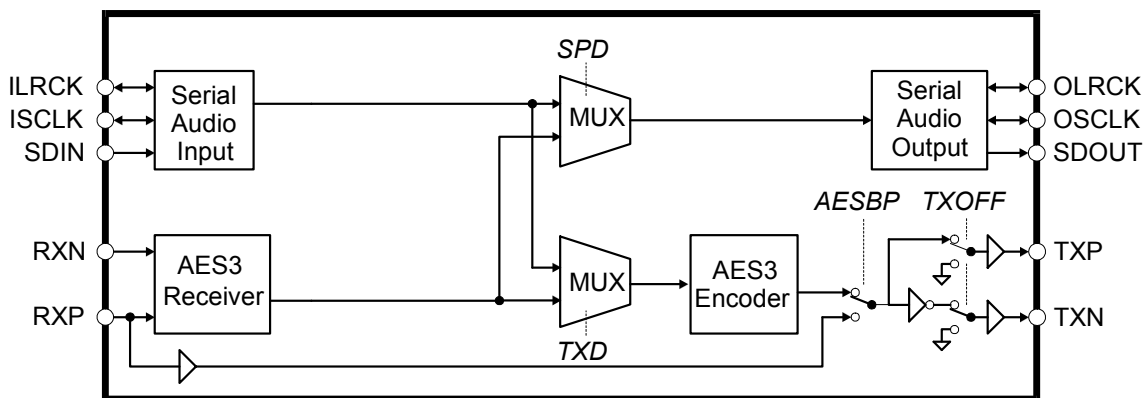 SPD
ILRCK
ISCLK
SDIN
Serial
Audio
Input
MUX
Serial
Audio
Output
OLRCK
OSCLK
SDOUT
AESBP
TXOFF
RXN
RXP
AES3
Receiver
MUX
TXD
AES3
Encoder
TXP
TXN